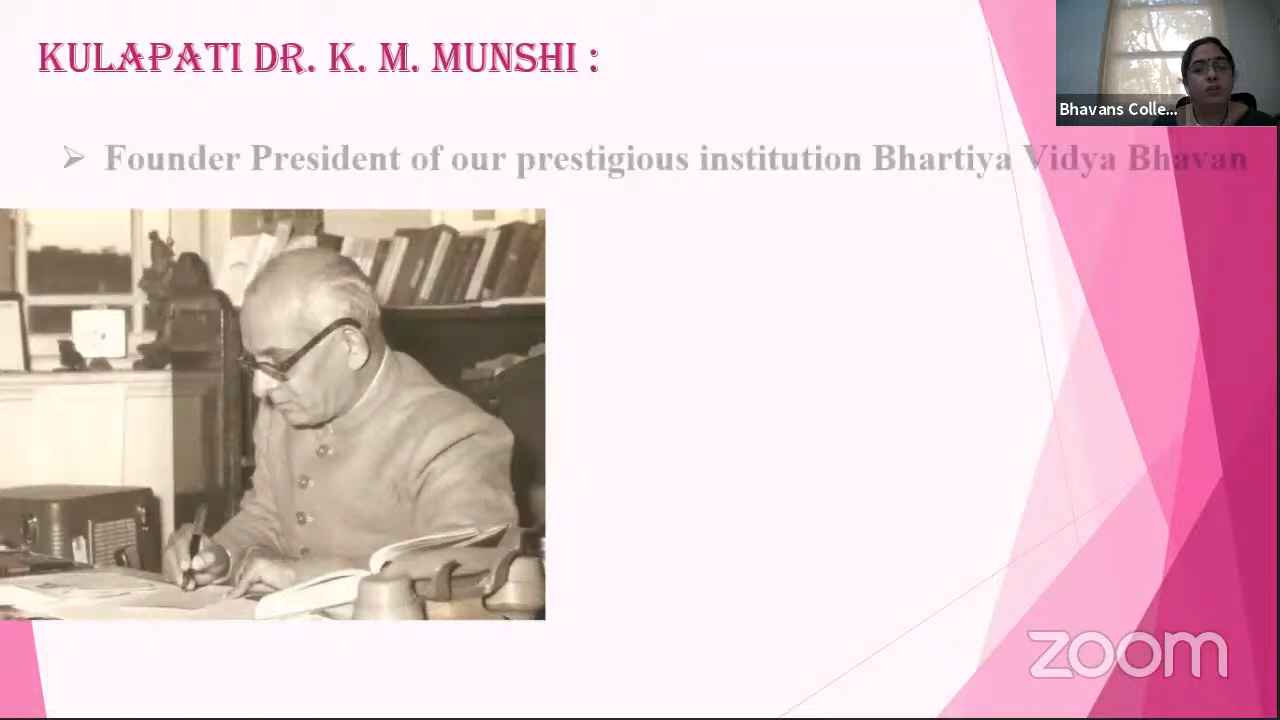 KULAPATI DR. K. M. MUNSHI :
Bhavans Colle...
Founder President of our prestigious institution Bhartiya Vidya Bhavan
zoom